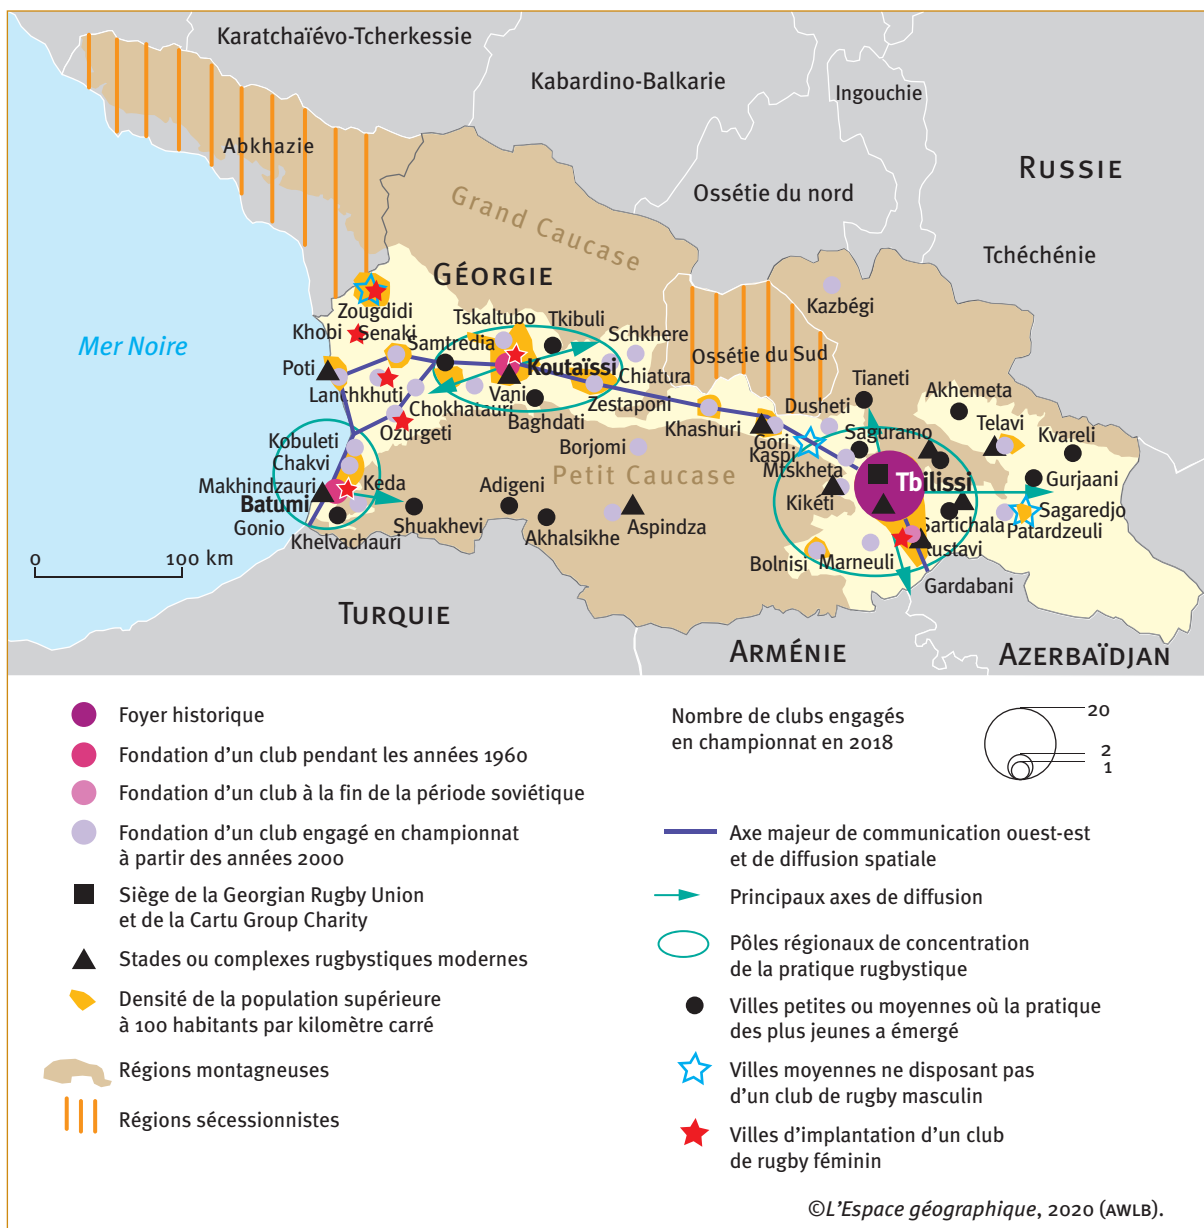 Karatchaïévo-Tcherkessie
Kabardino-Balkarie
Ingouchie
Abkhazie
RUSSIE
Ossétie du nord
Grand Caucase
Tchéchénie
GÉORGIE
Kazbégi
Zougdidi
Tskaltubo
Tkibuli
Khobi
Senaki
Schkhere
Mer Noire
Samtredia
Ossétie du Sud
Poti
Koutaïssi
Chiatura
Tianeti
Akhemeta
Lanchkhuti
Vani
Zestaponi
Chokhatauri
Dusheti
Telavi
Baghdati
Khashuri
Ozurgeti
Gori
Saguramo
Kvareli
Kobuleti
Borjomi
Kaspi
Chakvi
Petit Caucase
Mtskheta
Makhindzauri
Keda
Adigeni
Tbilissi
Gurjaani
Batumi
Kikéti
Gonio
Shuakhevi
Aspindza
Sartichala
Sagaredjo
Khelvachauri
Akhalsikhe
Patardzeuli
Rustavi
0
100 km
Bolnisi
Marneuli
Gardabani
TURQUIE
ARMÉNIE
AZERBAÏDJAN
Foyer historique
Fondation d'un club pendant les années 1960
Fondation d'un club à la fin de la période soviétique
Fondation d'un club engagé en championnat
à partir des années 2000
Siège de la Georgian Rugby Union
et de la Cartu Group Charity
Stades ou complexes rugbystiques modernes
Densité de la population supérieure
à 100 habitants par kilomètre carré
Régions montagneuses
Régions sécessionnistes
Nombre de clubs engagés
en championnat en 2018
20
2
1
Axe majeur de communication ouest-est
et de diffusion spatiale
Principaux axes de diffusion
Pôles régionaux de concentration
de la pratique rugbystique
Villes petites ou moyennes où la pratique
des plus jeunes a émergé
Villes moyennes ne disposant pas
d'un club de rugby masculin
Villes d'implantation d'un club
de rugby féminin
©L'Espace géographique, 2020 (AWLB).